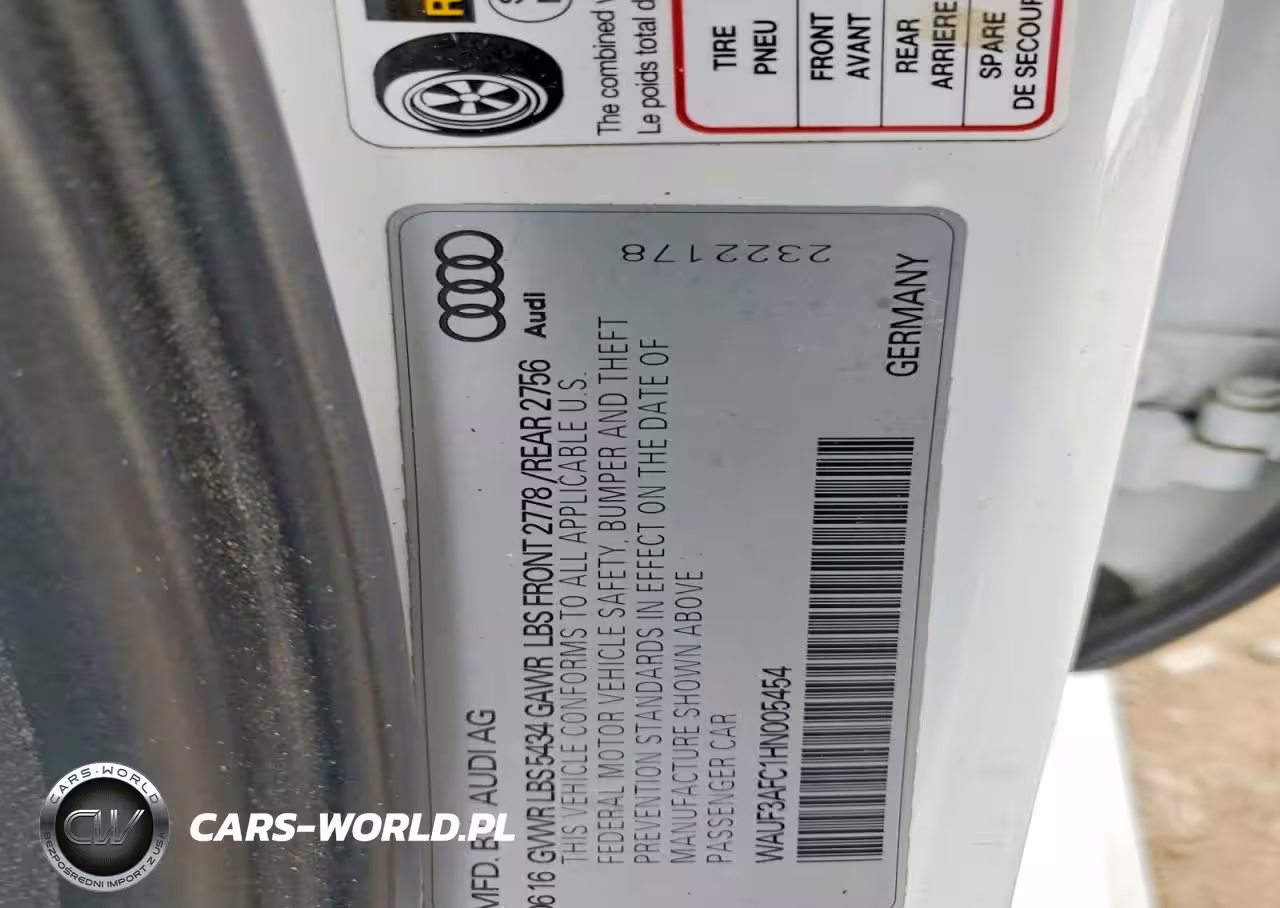 The combined
Le poids total d
TIRE
PNEU
FRONT
AVANT
REAR
ARRIERE
SPARE
DE SECOUR
Audi
MFD. BY AUDI AG
0616 GVWR LBS 5434 GAWR LBS FRONT 2778 / REAR 2756
THIS VEHICLE CONFORMS TO ALL APPLICABLE U.S.
FEDERAL MOTOR VEHICLE SAFETY, BUMPER AND THEFT
PREVENTION STANDARDS IN EFFECT ON THE DATE OF
MANUFACTURE SHOWN ABOVE
PASSENGER CAR
WAUF3AFC1HN005454
GERMANY
2322178
CARS-WORLD
CW
BEZPOŚREDNI IMPORT Z USA
CARS-WORLD.PL